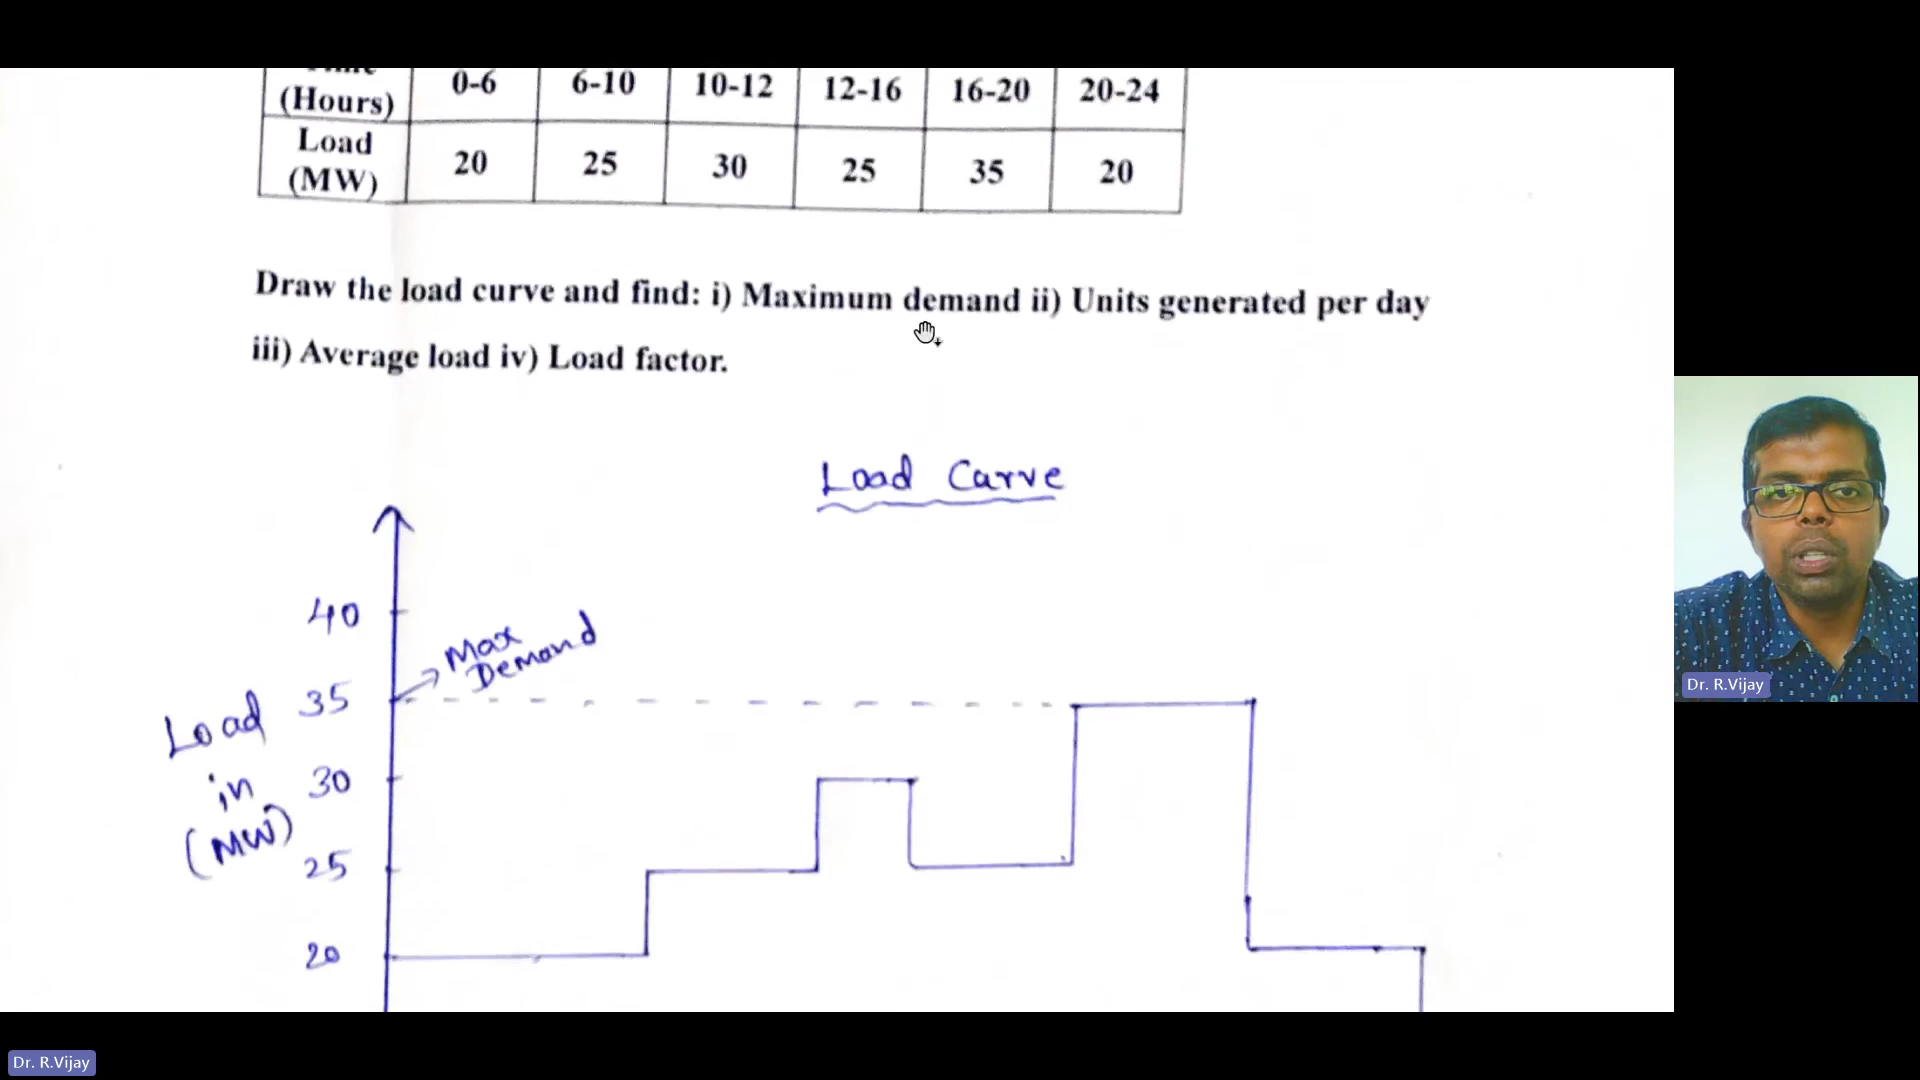 (Hours) 0-6 6-10 10-12 12-16 16-20 20-24
Load
(MW) 20 25 30 25 35 20
Draw the load curve and find: i) Maximum demand ii) Units generated per day
iii) Average load iv) Load factor.
Load Curve
40
Max
Demand
35
Load
in
(MW)
30
25
20
Dr. R.Vijay
Dr. R.Vijay